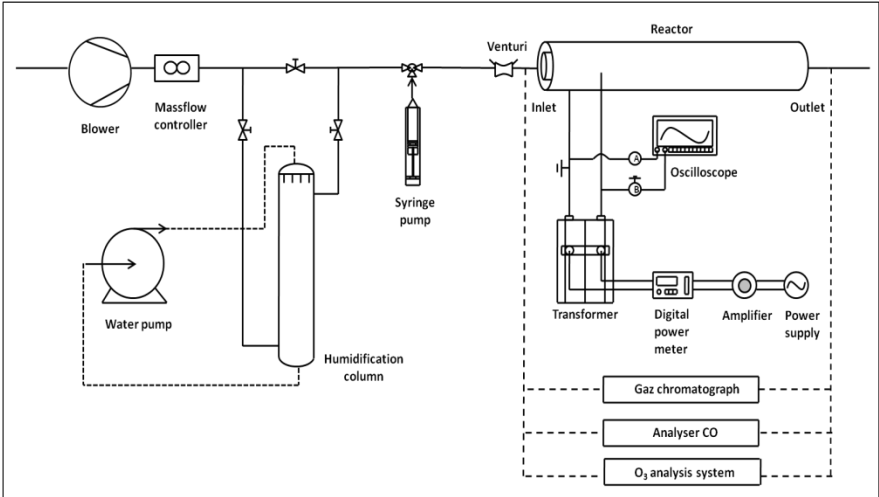 Reactor
Venturi
Inlet
Outlet
Blower
Massflow
controller
A
Oscilloscope
B
Syringe
pump
Water pump
Humidification
column
Transformer
Digital
power
meter
Amplifier
Power
supply
Gaz chromatograph
Analyser CO
O₃ analysis system